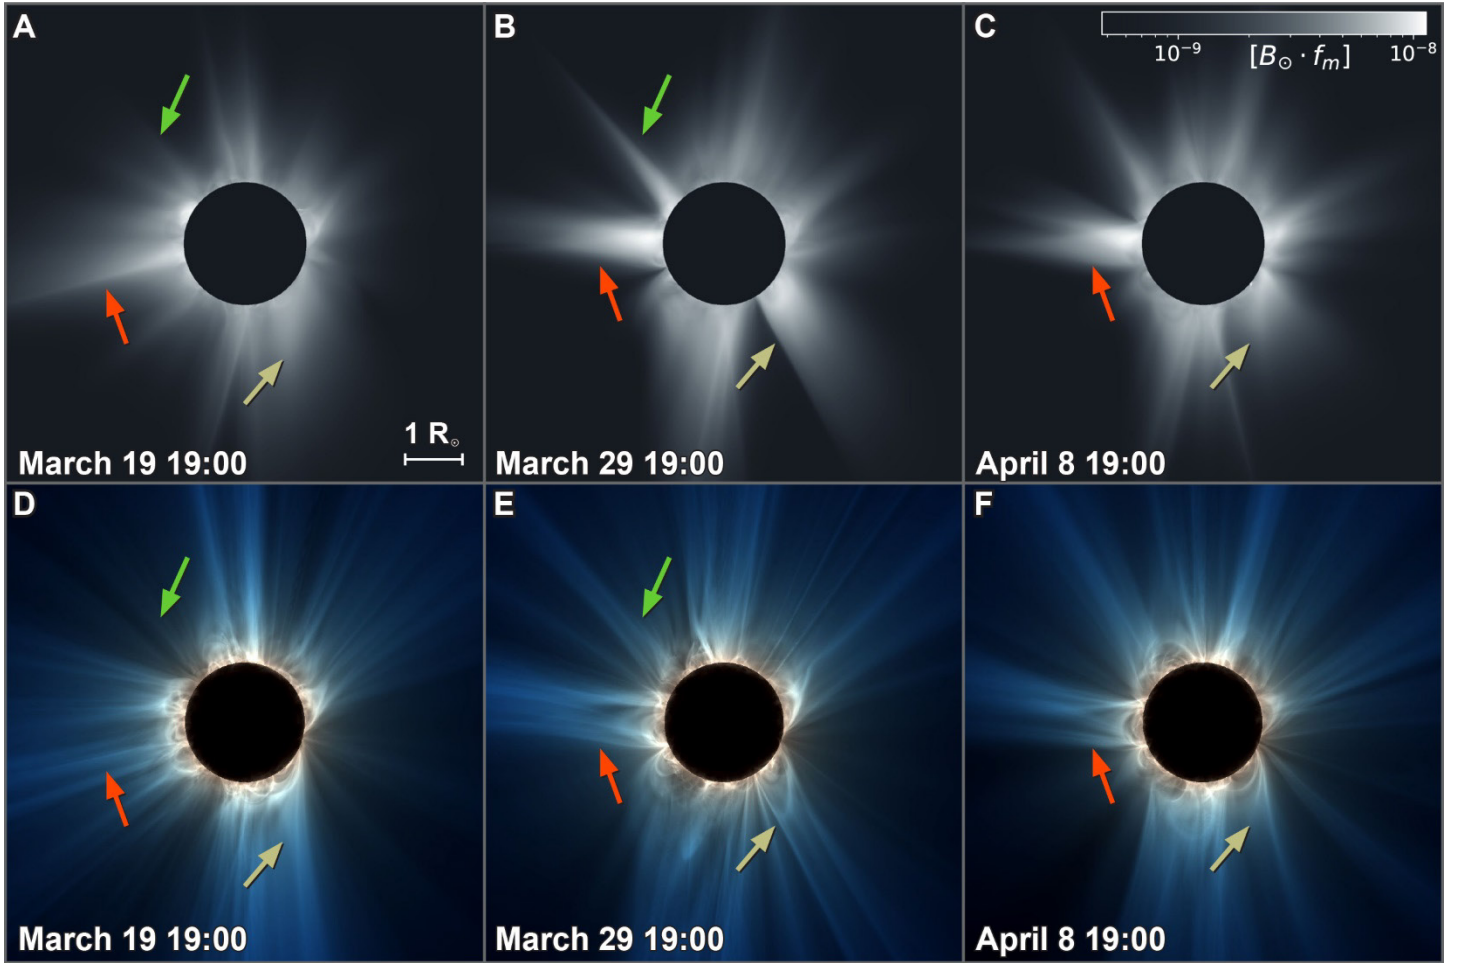 A
B
C
10⁻⁹ [B⊙ · fₘ] 10⁻⁸
1 R⊙
March 19 19:00
March 29 19:00
April 8 19:00
D
E
F
March 19 19:00
March 29 19:00
April 8 19:00